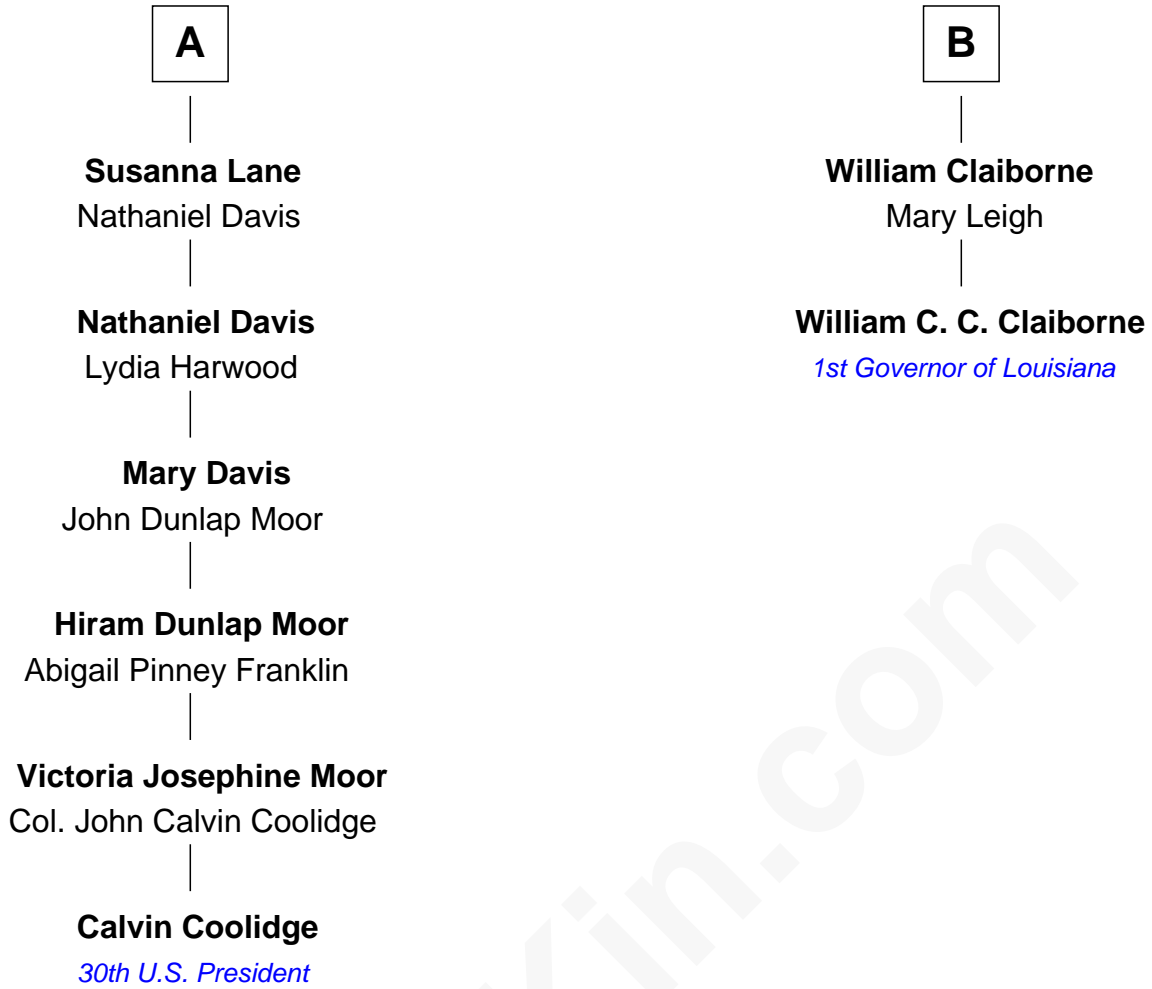 A
Susanna Lane
Nathaniel Davis
Nathaniel Davis
Lydia Harwood
Mary Davis
John Dunlap Moor
Hiram Dunlap Moor
Abigail Pinney Franklin
Victoria Josephine Moor
Col. John Calvin Coolidge
Calvin Coolidge
30th U.S. President
B
William Claiborne
Mary Leigh
William C. C. Claiborne
1st Governor of Louisiana
Kin.com